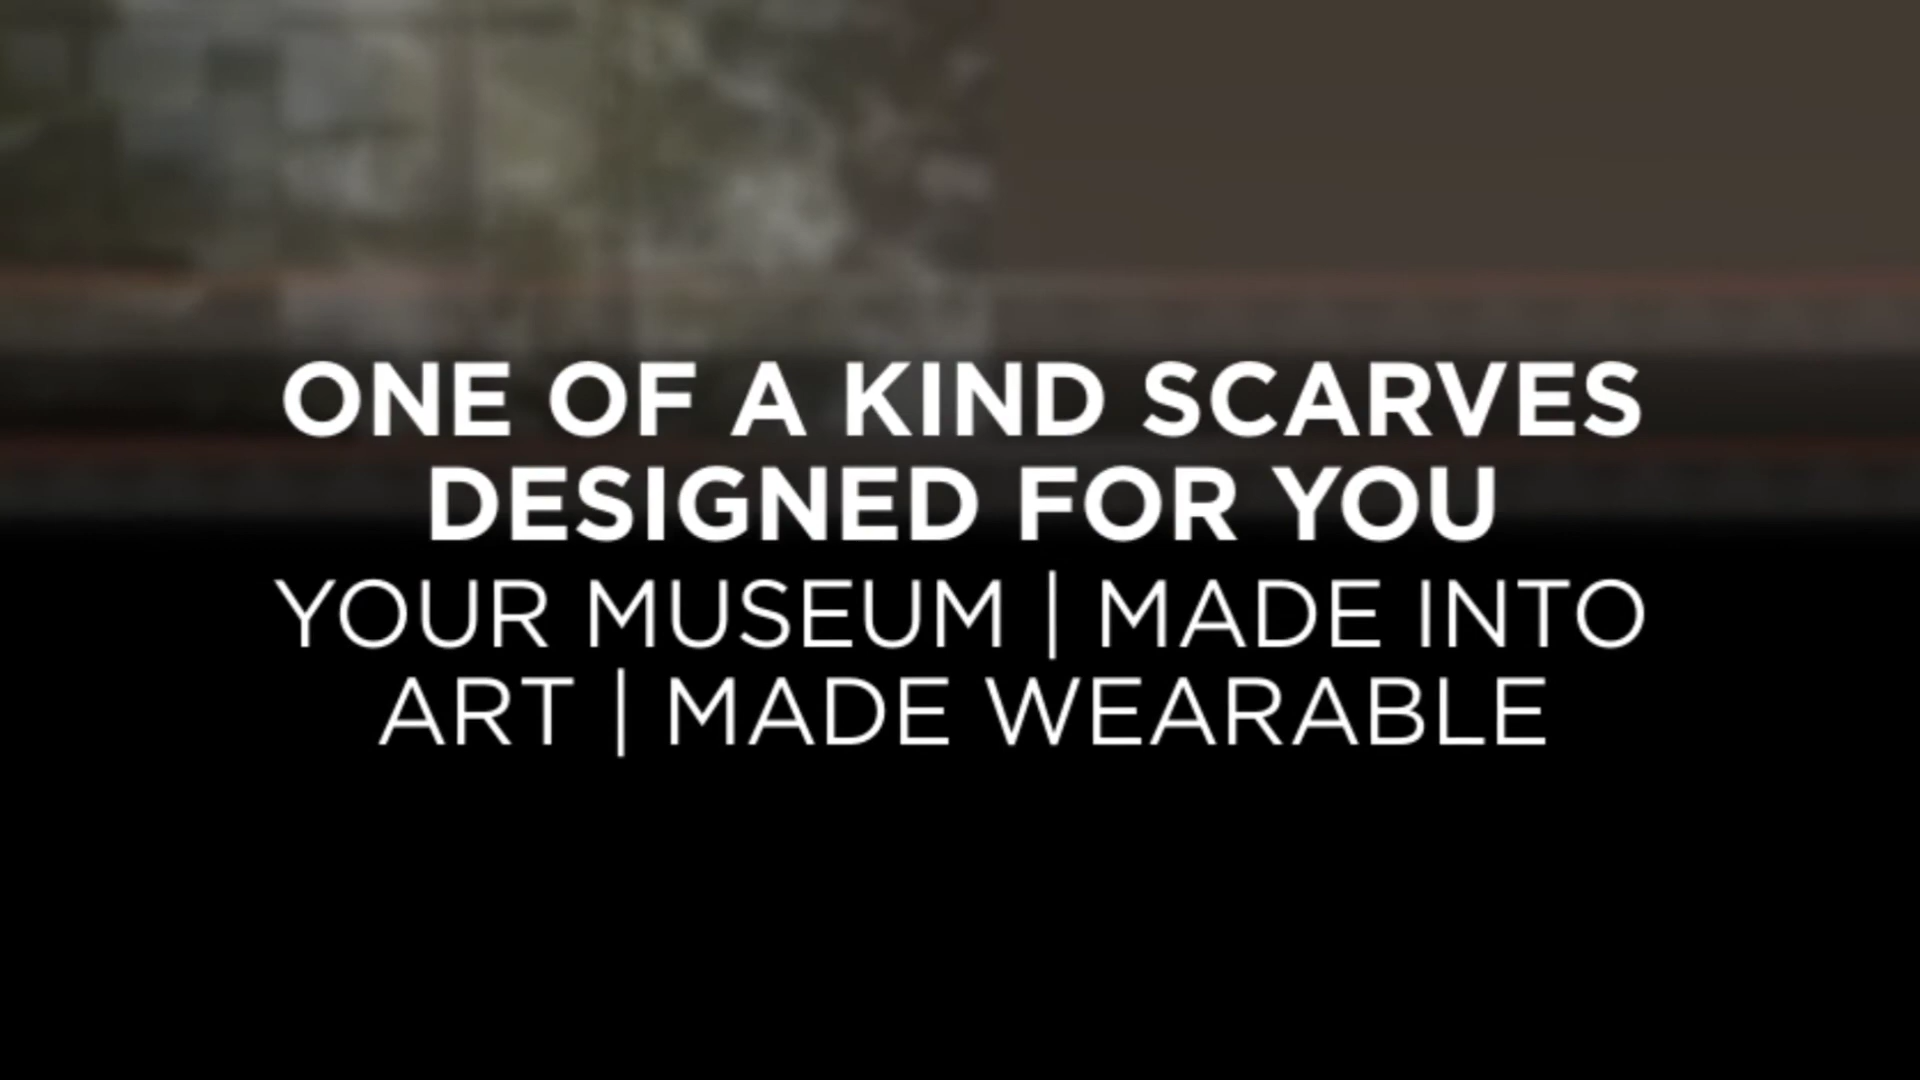 ONE OF A KIND SCARVES
DESIGNED FOR YOU
YOUR MUSEUM | MADE INTO
ART | MADE WEARABLE